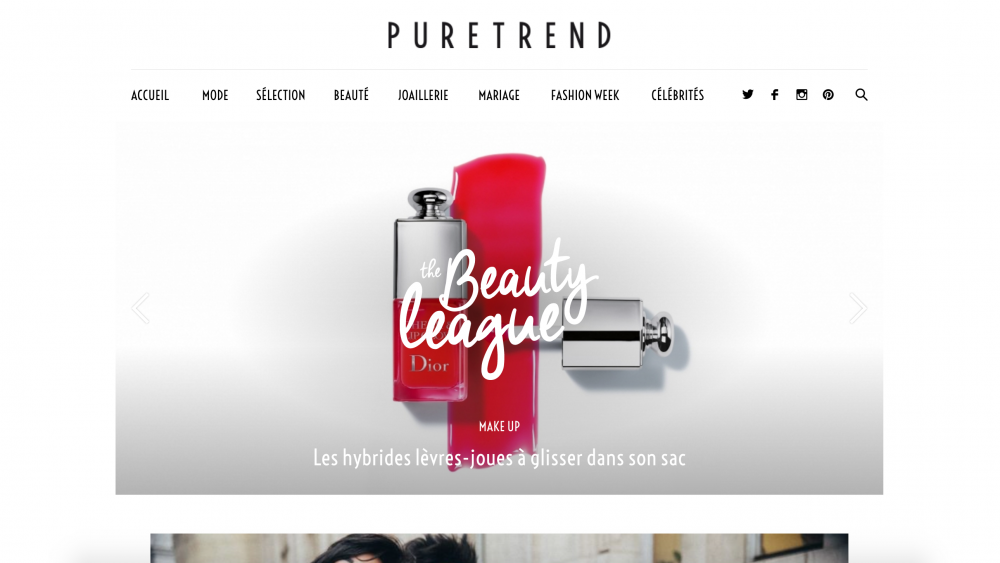 PURETREND
ACCUEIL MODE SÉLECTION BEAUTÉ JOAILLERIE MARIAGE FASHION WEEK CÉLÉBRITÉS
the Beauty
league
Dior
MAKE UP
Les hybrides lèvres-joues à glisser dans son sac